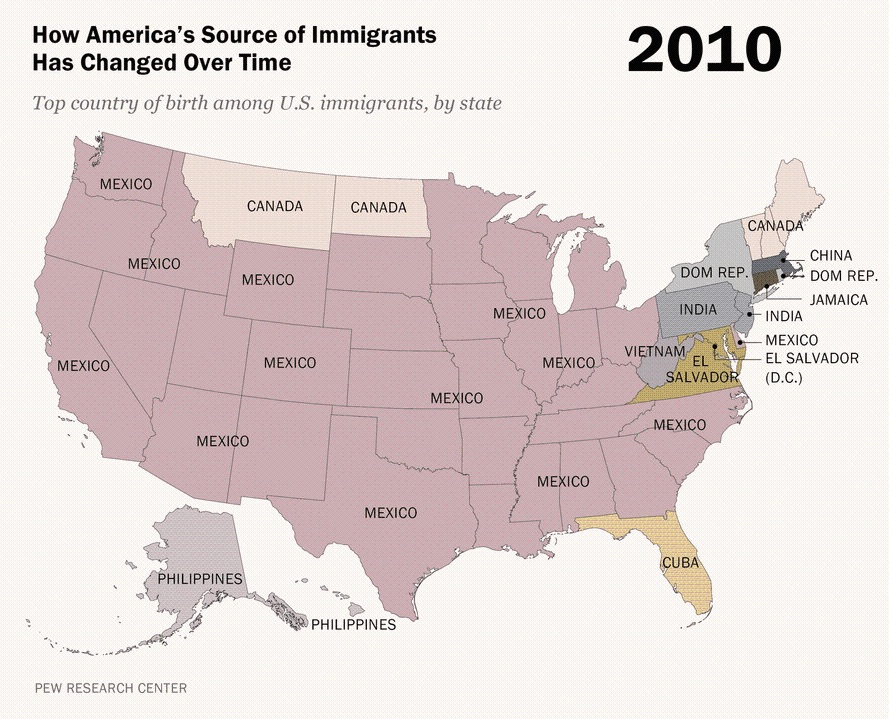 How America's Source of Immigrants
Has Changed Over Time
2010
Top country of birth among U.S. immigrants, by state
MEXICO
CANADA
CANADA
CANADA
MEXICO
MEXICO
DOM REP.
CHINA
DOM REP.
JAMAICA
INDIA
INDIA
MEXICO
MEXICO
EL SALVADOR
(D.C.)
VIETNAM
EL
SALVADOR
MEXICO
MEXICO
MEXICO
MEXICO
MEXICO
MEXICO
MEXICO
MEXICO
CUBA
PHILIPPINES
PHILIPPINES
PEW RESEARCH CENTER